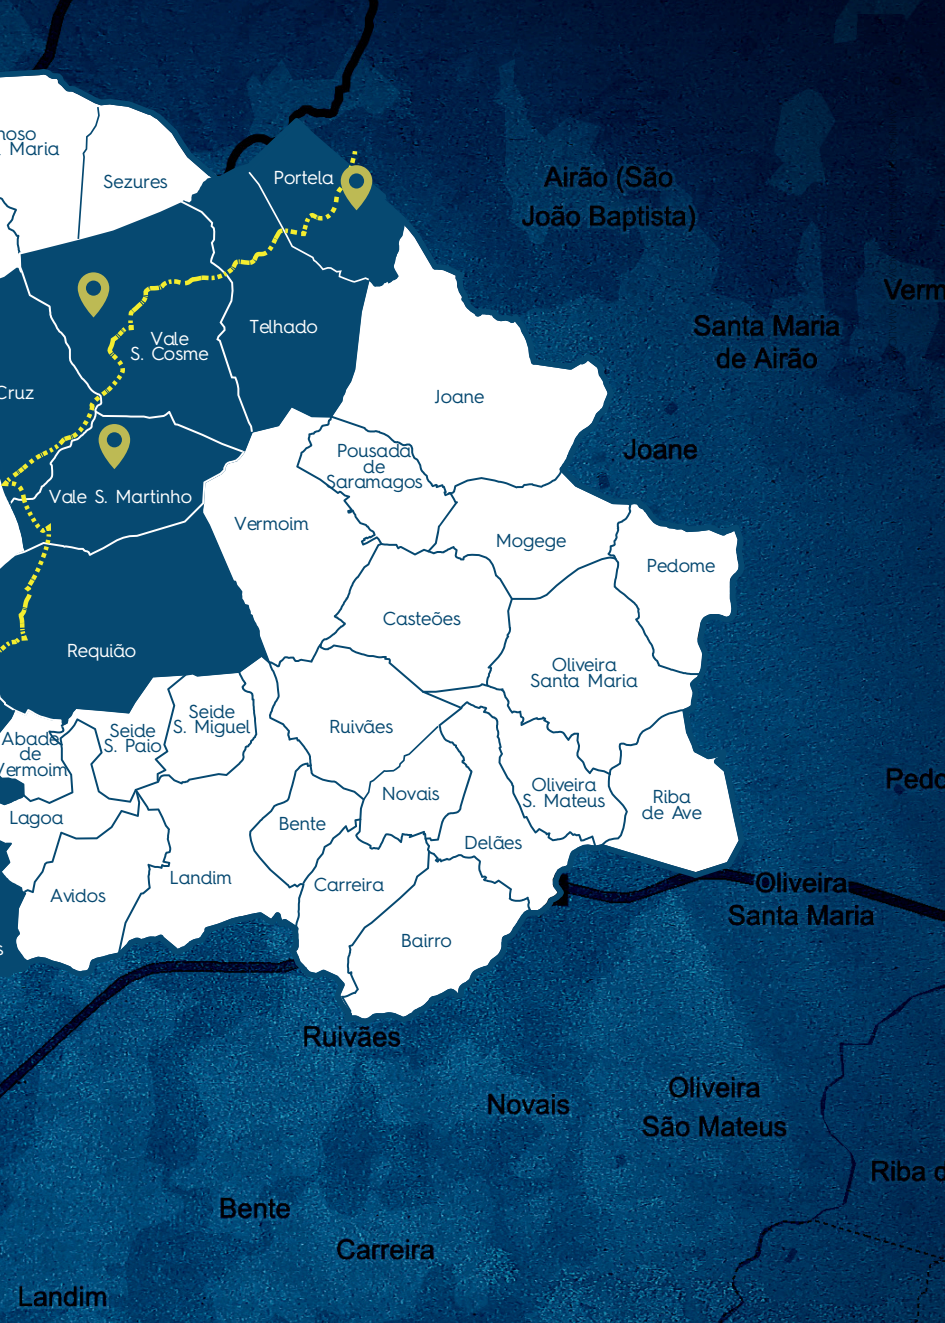 noso
Maria
Sezures
Portela
Airão (São
João Baptista)
Verm
Vale
S. Cosme
Telhado
Santa Maria
de Airão
Cruz
Joane
Joane
Pousada
de
Saramagos
Vale S. Martinho
Vermoim
Mogege
Pedome
Casteões
Requião
Oliveira
Santa Maria
Seide
S. Miguel
Seide
S. Paio
Abade
de
Vermoim
Ruivães
Pedo
Novais
Oliveira
S. Mateus
Riba
de Ave
Lagoa
Bente
Delães
Landim
Carreira
Avidos
Oliveira
Santa Maria
Bairro
s
Ruivães
Oliveira
São Mateus
Novais
Riba d
Bente
Carreira
Landim